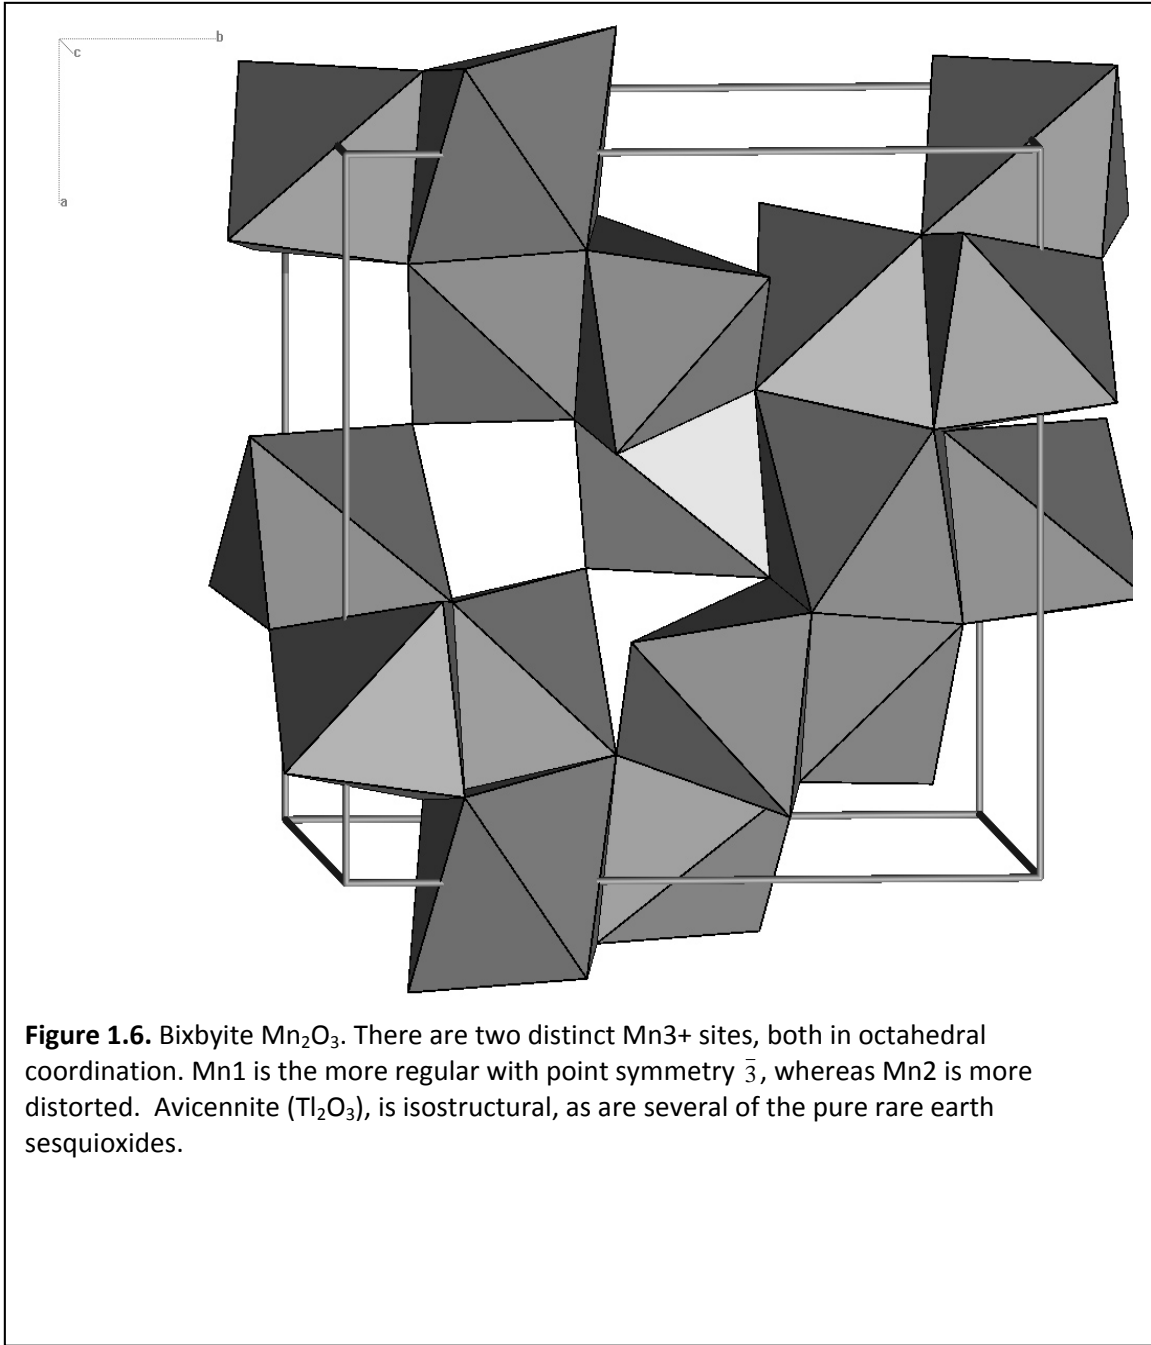 b
c
a
Figure 1.6. Bixbyite Mn₂O₃. There are two distinct Mn3+ sites, both in octahedral
coordination. Mn1 is the more regular with point symmetry 3̅, whereas Mn2 is more
distorted.  Avicennite (Tl₂O₃), is isostructural, as are several of the pure rare earth
sesquioxides.